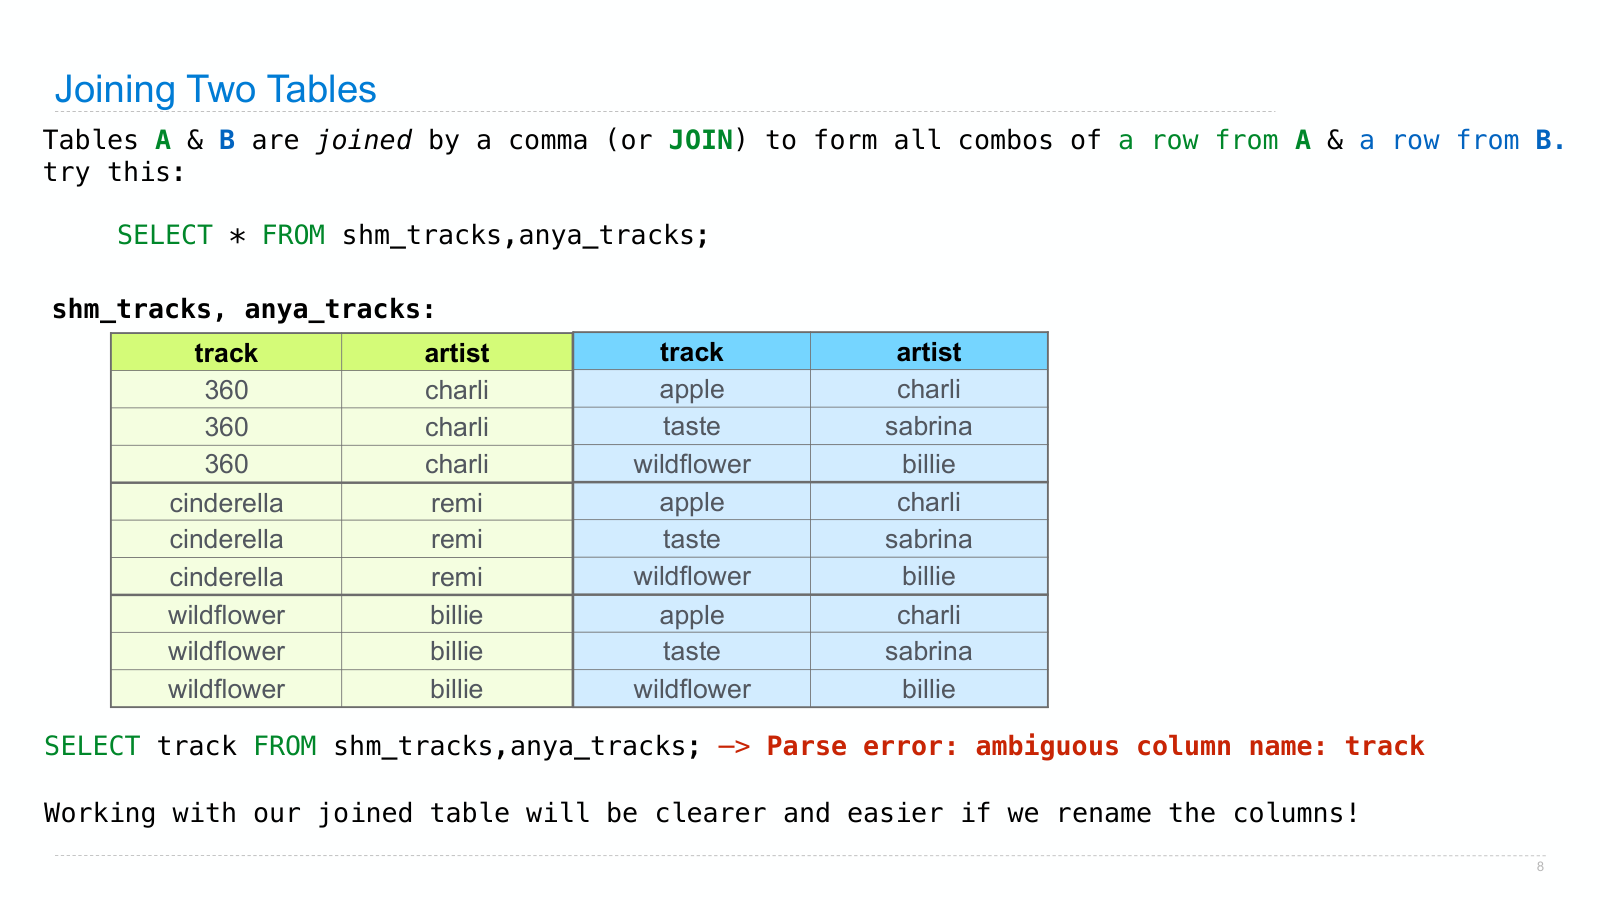 Joining Two Tables
Tables A & B are joined by a comma (or JOIN) to form all combos of a row from A & a row from B.
try this:
SELECT * FROM shm_tracks,anya_tracks;
shm_tracks, anya_tracks:
track artist track artist
360 charli apple charli
360 charli taste sabrina
360 charli wildflower billie
cinderella remi apple charli
cinderella remi taste sabrina
cinderella remi wildflower billie
wildflower billie apple charli
wildflower billie taste sabrina
wildflower billie wildflower billie
SELECT track FROM shm_tracks,anya_tracks; —> Parse error: ambiguous column name: track
Working with our joined table will be clearer and easier if we rename the columns!
8